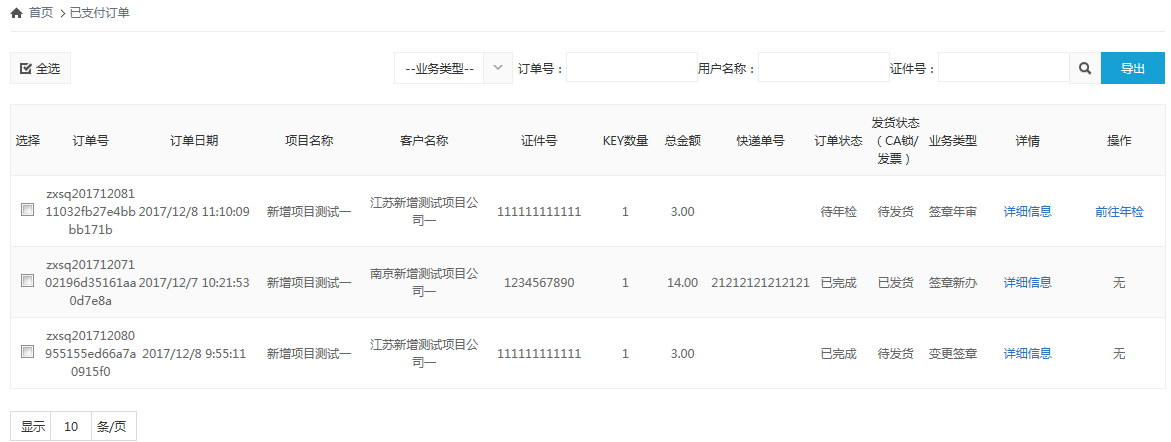 首页 已支付订单
全选 --业务类型-- 订单号： 用户名称： 证件号： 导出
选择 订单号 订单日期 项目名称 客户名称 证件号 KEY数量 总金额 快递单号 订单状态 发货状态（CA锁/发票） 业务类型 详情 操作
zxsq201712081
11032fb27e4bb
bb171b
2017/12/8 11:10:09 新增项目测试一
江苏新增测试项目公
司一
111111111111 1 3.00 待年检 待发货 签章年审 详细信息 前往年检
zxsq201712071
02196d35161aa
0d7e8a
2017/12/7 10:21:53 新增项目测试一
南京新增测试项目公
司一
1234567890 1 14.00 21212121212121 已完成 已发货 签章新办 详细信息 无
zxsq201712080
955155ed66a7a
0915f0
2017/12/8 9:55:11 新增项目测试一
江苏新增测试项目公
司一
111111111111 1 3.00 已完成 待发货 变更签章 详细信息 无
显示 10 条/页